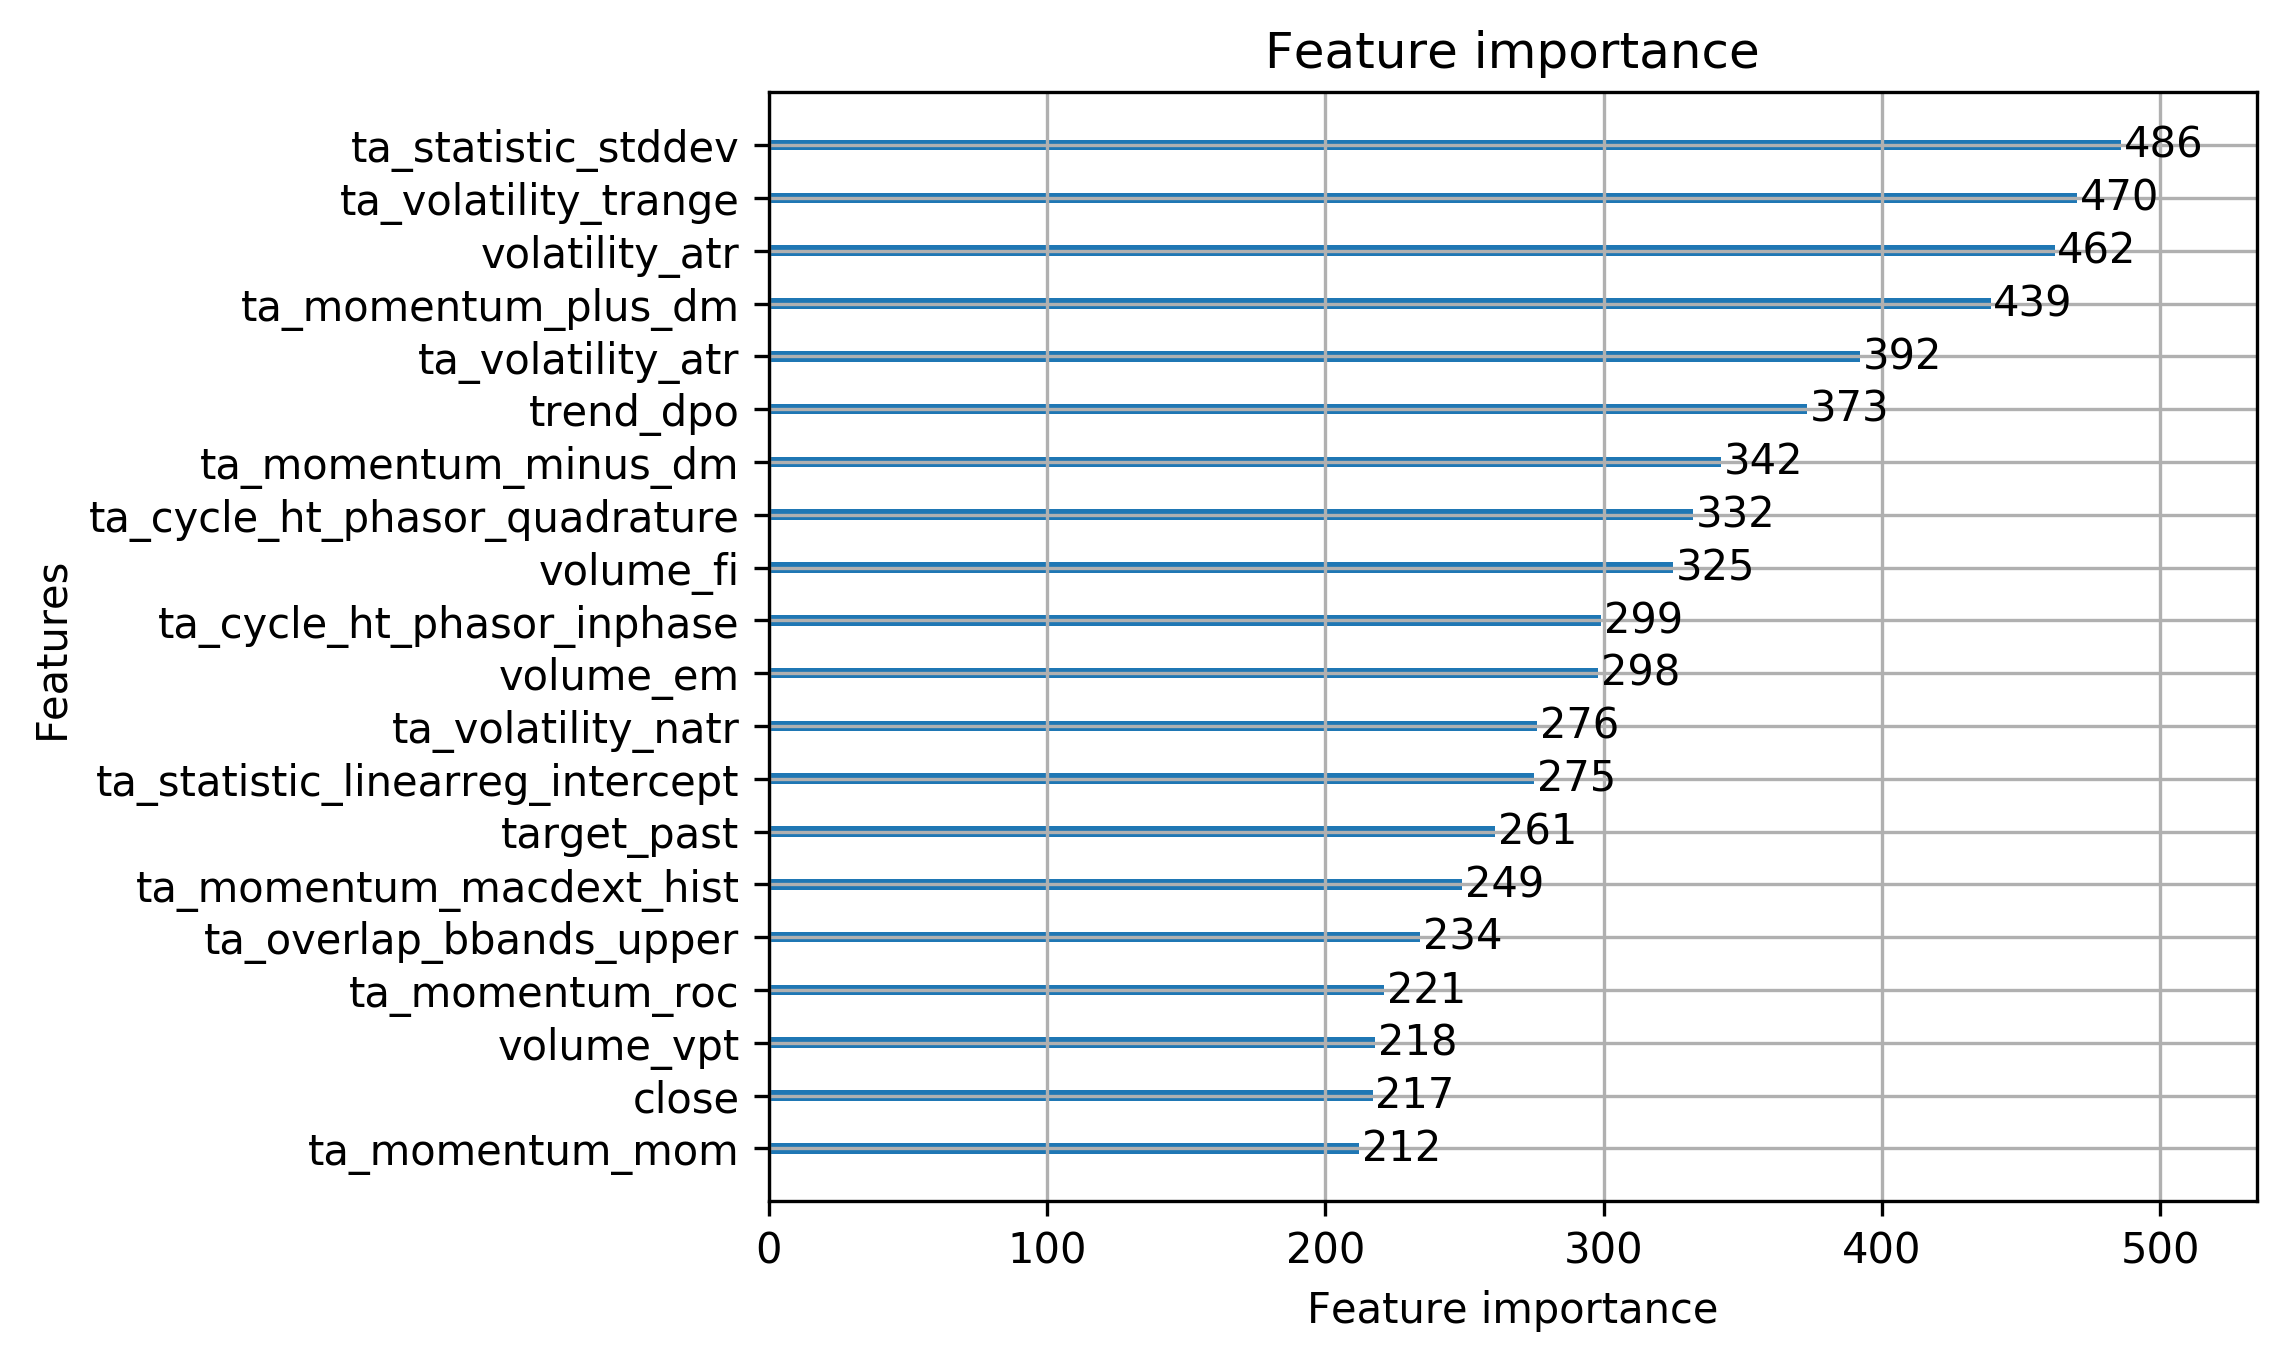 Feature importance
ta_statistic_stddev 486
ta_volatility_trange 470
volatility_atr 462
ta_momentum_plus_dm 439
ta_volatility_atr 392
trend_dpo 373
ta_momentum_minus_dm 342
ta_cycle_ht_phasor_quadrature 332
volume_fi 325
ta_cycle_ht_phasor_inphase 299
volume_em 298
ta_volatility_natr 276
ta_statistic_linearreg_intercept 275
target_past 261
ta_momentum_macdext_hist 249
ta_overlap_bbands_upper 234
ta_momentum_roc 221
volume_vpt 218
close 217
ta_momentum_mom 212
Features
0 100 200 300 400 500
Feature importance